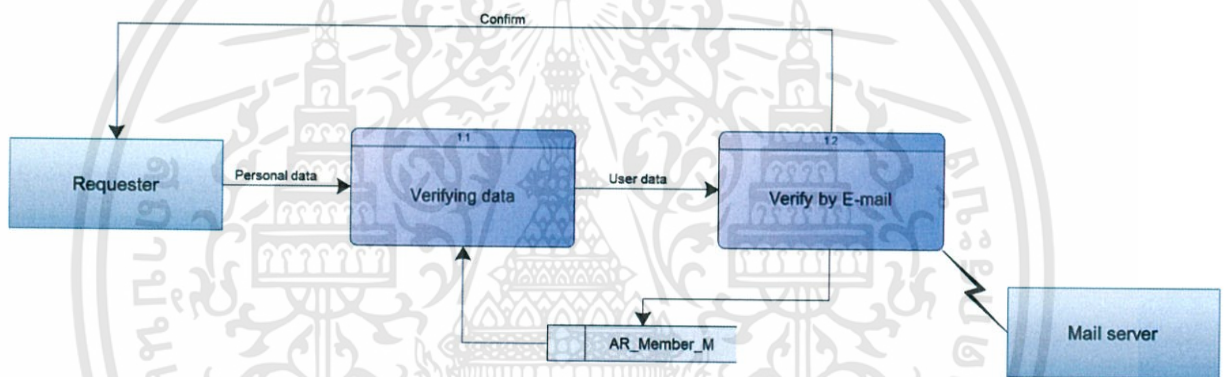 Confirm
1.1
1.2
Requester
Personal data
Verifying data
User data
Verify by E-mail
AR_Member_M
Mail server